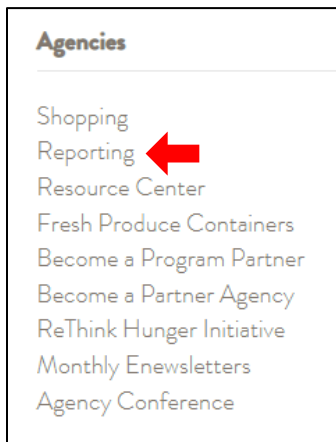 Agencies
Shopping
Reporting
Resource Center
Fresh Produce Containers
Become a Program Partner
Become a Partner Agency
ReThink Hunger Initiative
Monthly Enewsletters
Agency Conference